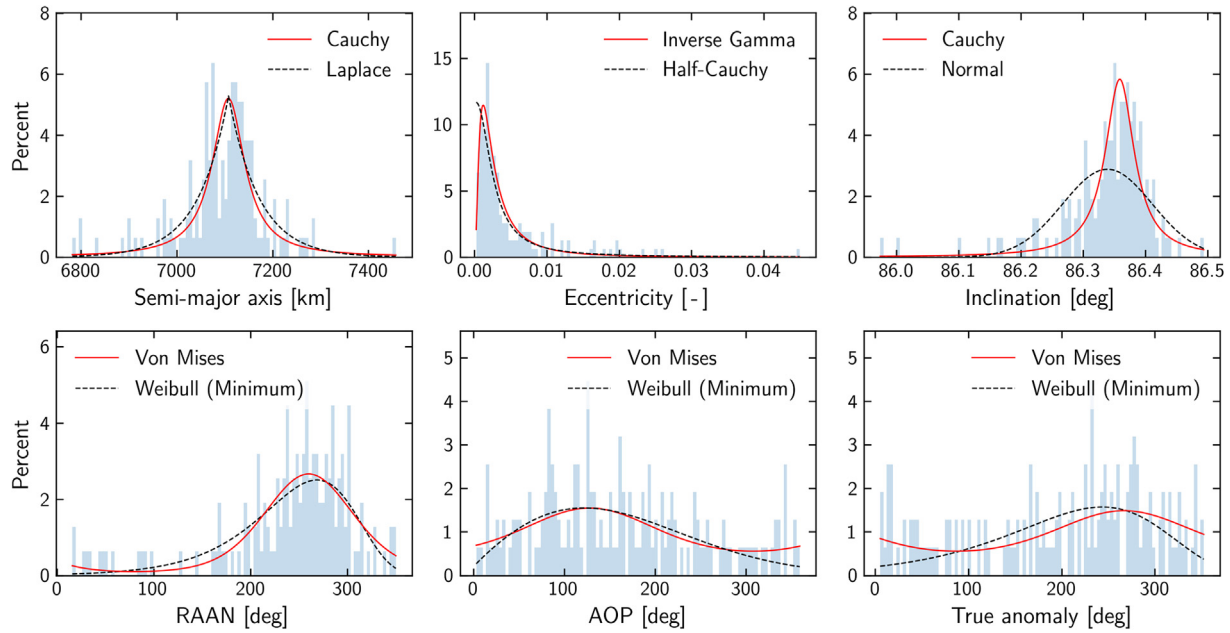 8
6
4
2
0
Percent
Cauchy
Laplace
6800 7000 7200 7400
Semi-major axis [km]
15
10
5
0
Inverse Gamma
Half-Cauchy
0.00 0.01 0.02 0.03 0.04
Eccentricity [-]
8
6
4
2
0
Cauchy
Normal
86.0 86.1 86.2 86.3 86.4 86.5
Inclination [deg]
6
4
2
0
Percent
Von Mises
Weibull (Minimum)
0 100 200 300
RAAN [deg]
5
4
3
2
1
0
Von Mises
Weibull (Minimum)
0 100 200 300
AOP [deg]
5
4
3
2
1
0
Von Mises
Weibull (Minimum)
0 100 200 300
True anomaly [deg]